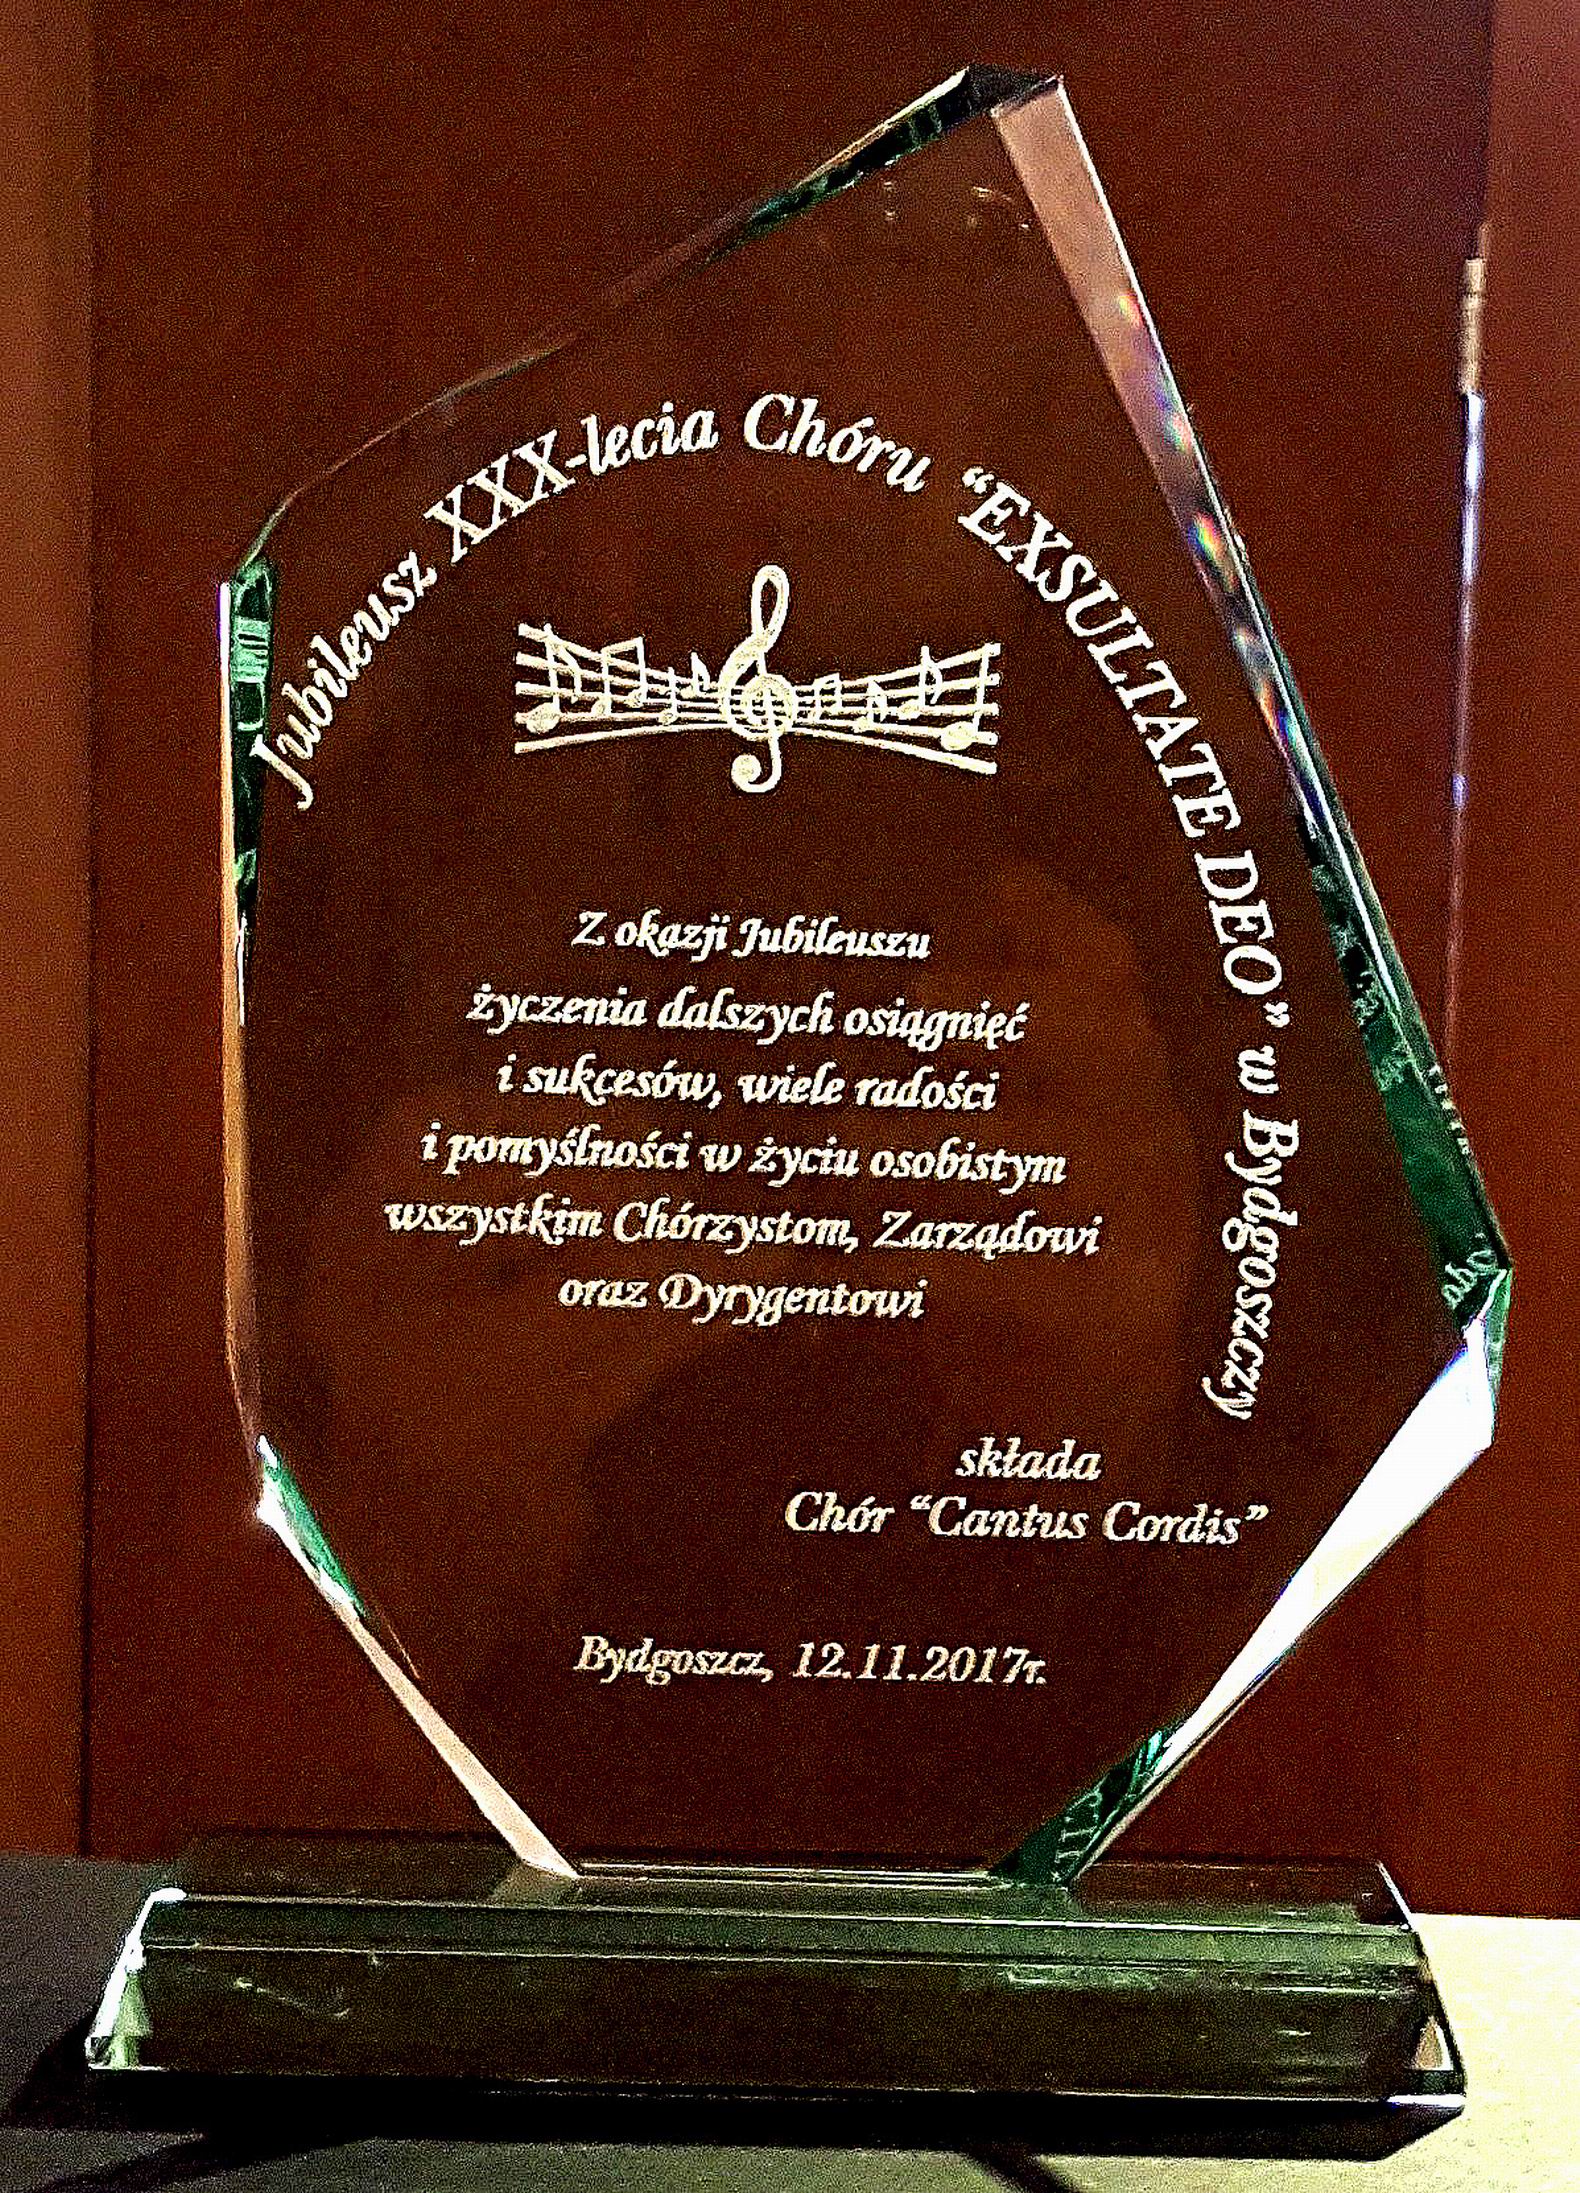 Jubileusz XXX-lecia Chóru “EXSULTATE DEO” w Bydgoszczy
Z okazji Jubileuszu
życzenia dalszych osiągnięć
i sukcesów, wiele radości
i pomyślności w życiu osobistym
wszystkim Chórzystom, Zarządowi
oraz Dyrygentowi
składa
Chór “Cantus Cordis”
Bydgoszcz, 12.11.2017r.